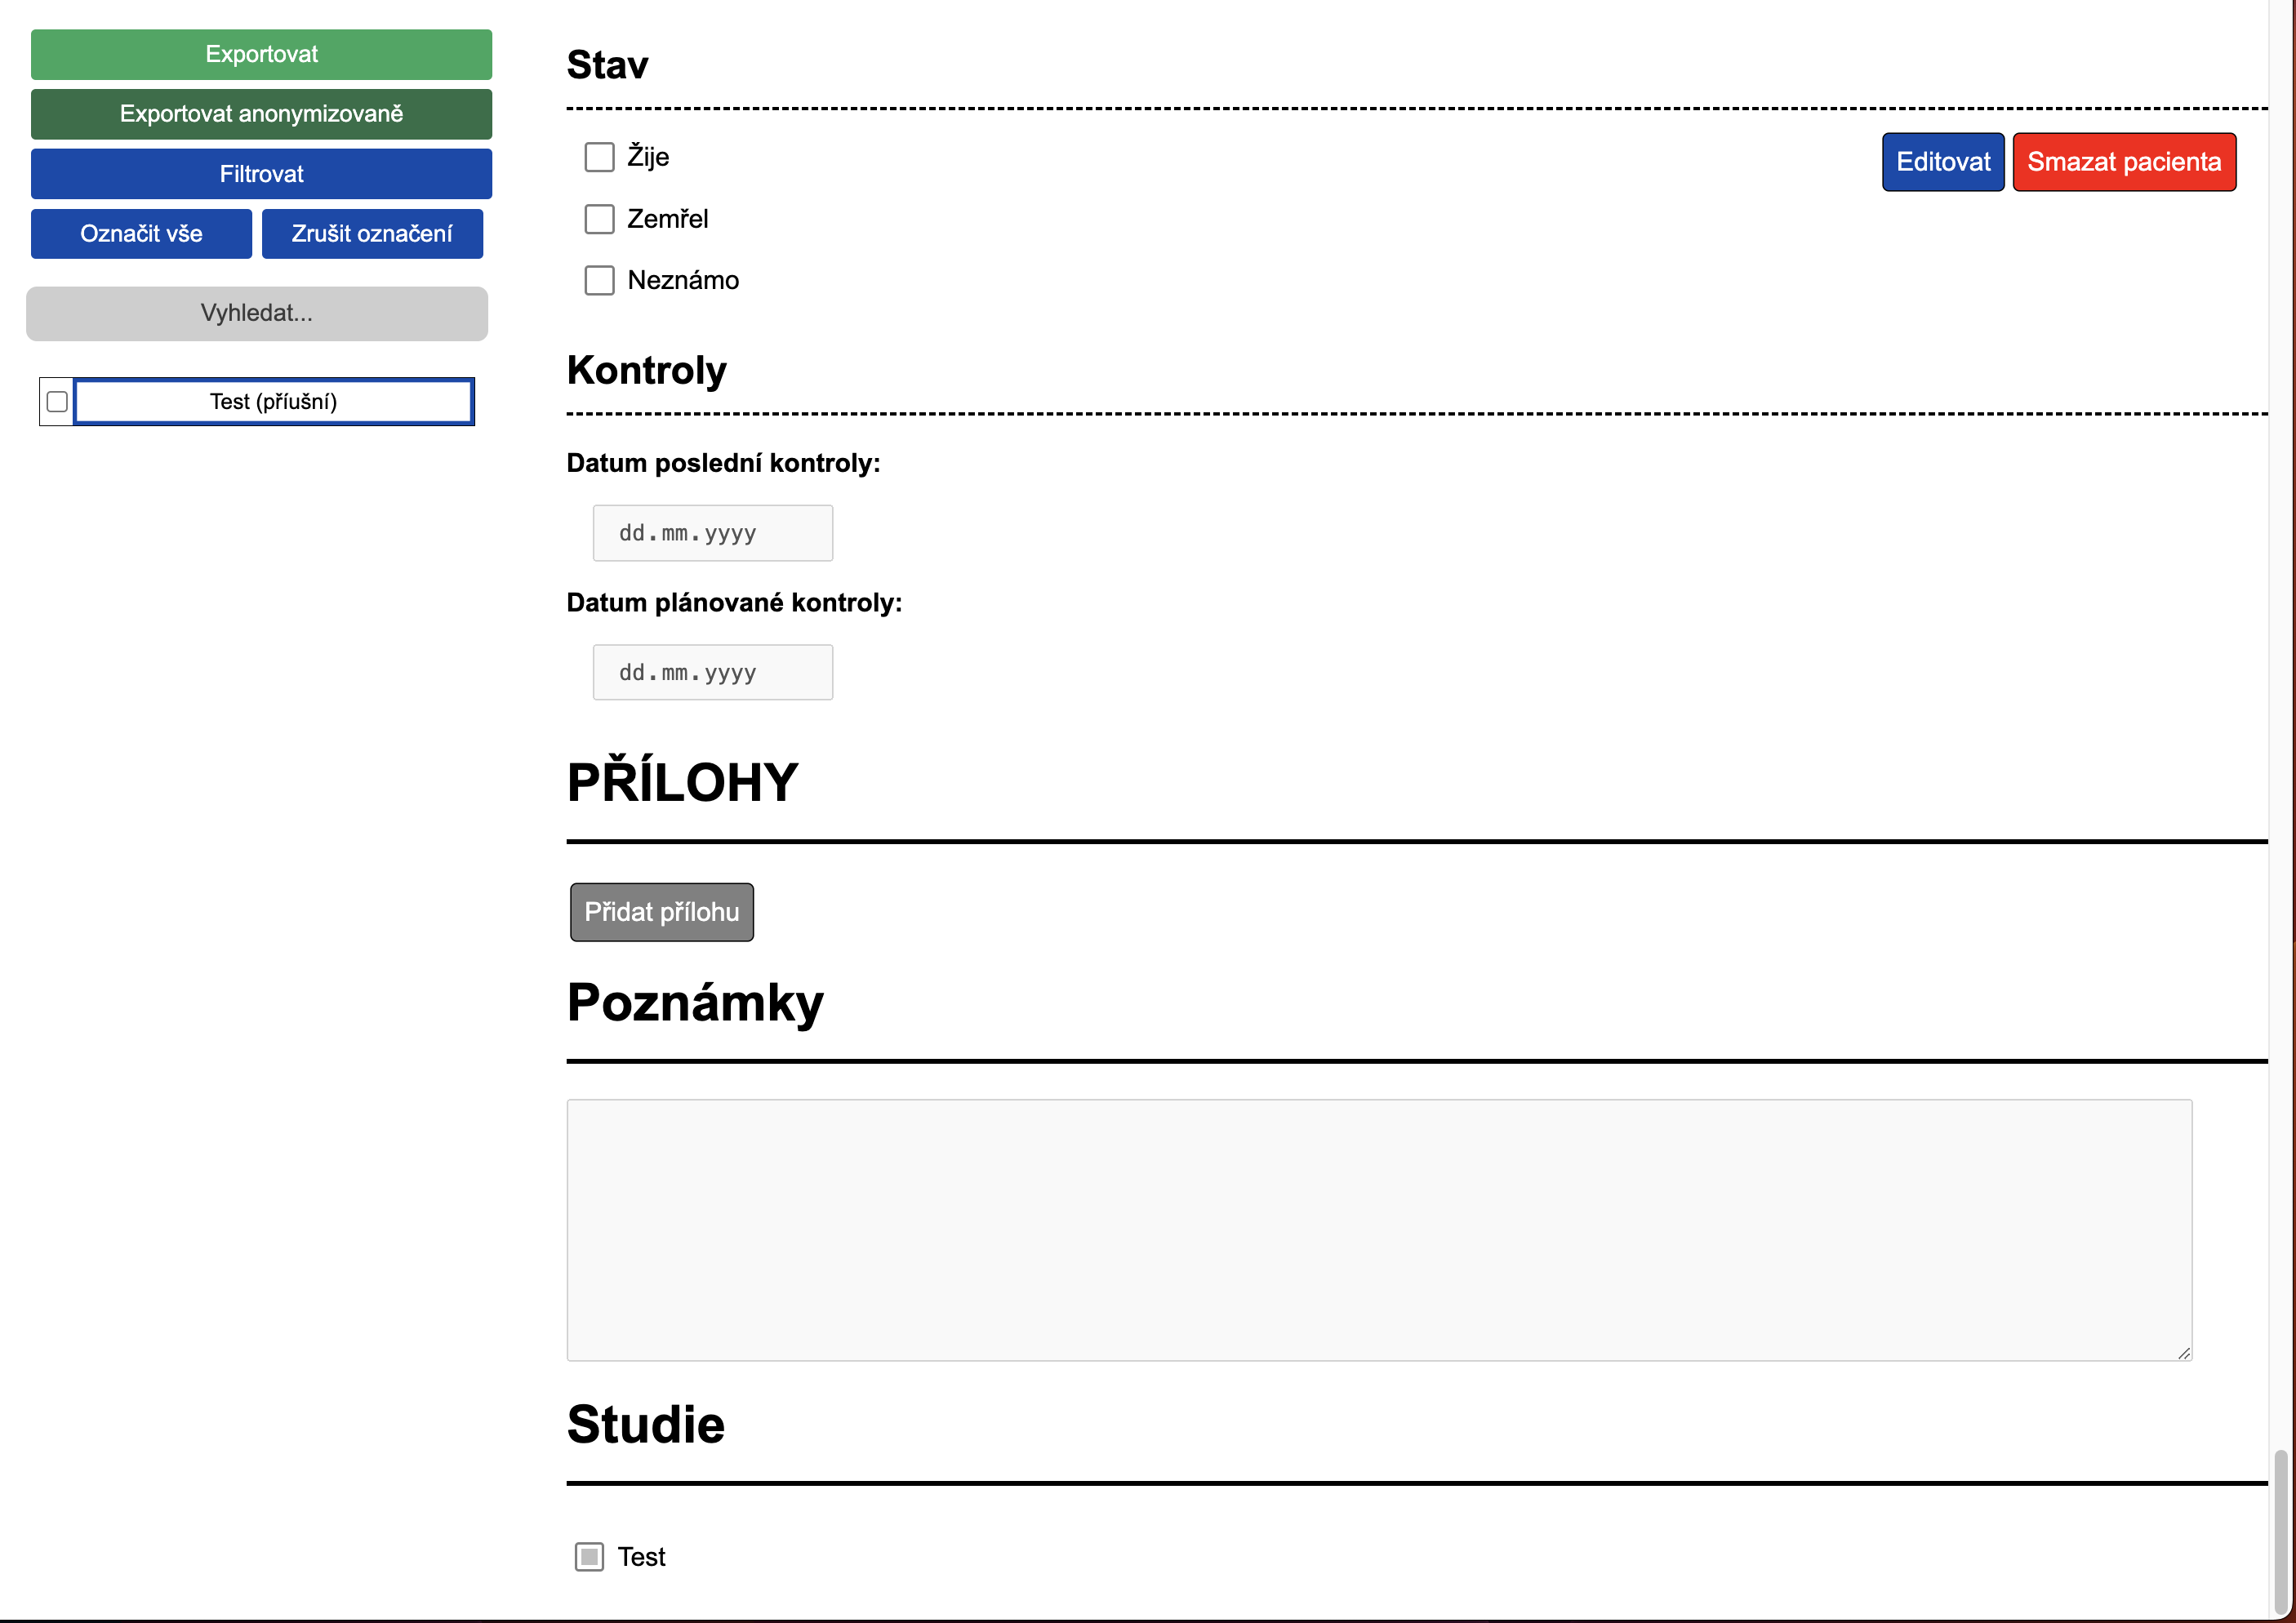 Exportovat
Exportovat anonymizovaně
Filtrovat
Označit vše
Zrušit označení
Vyhledat...
Test (příušní)
Stav
Žije
Editovat
Smazat pacienta
Zemřel
Neznámo
Kontroly
Datum poslední kontroly:
dd.mm.yyyy
Datum plánované kontroly:
dd.mm.yyyy
PŘÍLOHY
Přidat přílohu
Poznámky
Studie
Test